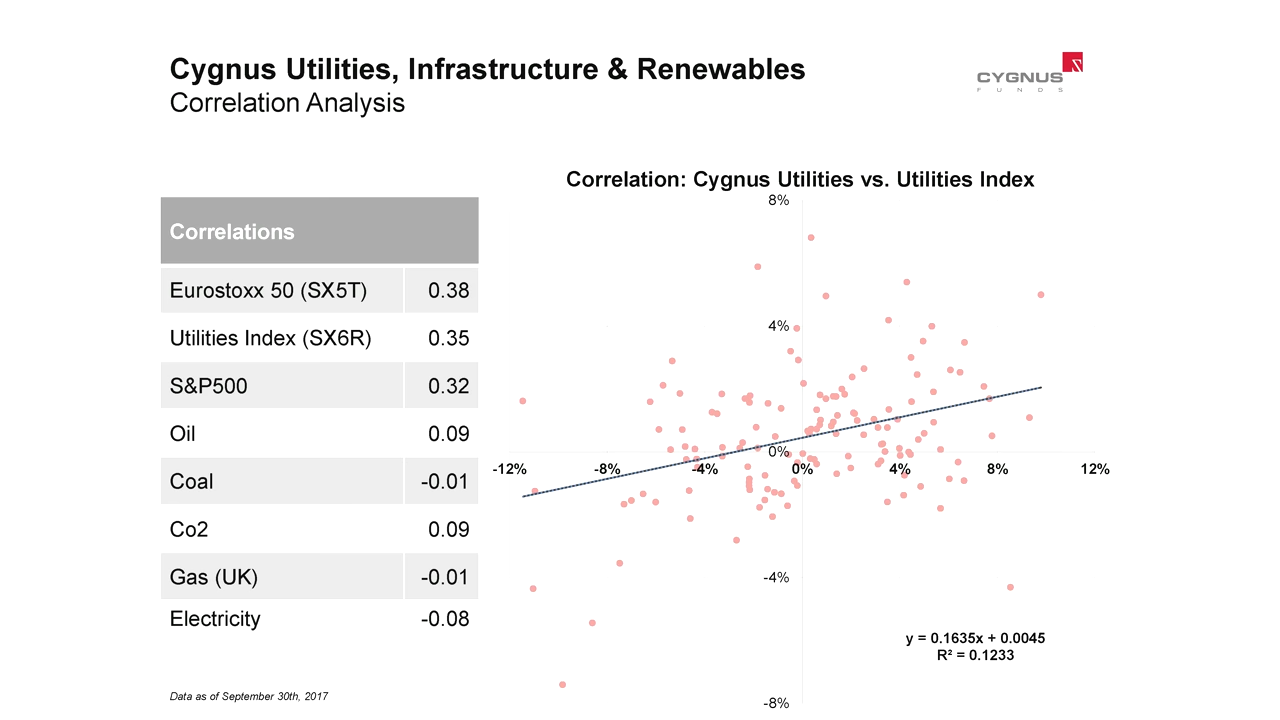 Cygnus Utilities, Infrastructure & Renewables
Correlation Analysis
CYGNUS
FUNDS
Correlations
Eurostoxx 50 (SX5T) 0.38
Utilities Index (SX6R) 0.35
S&P500 0.32
Oil 0.09
Coal -0.01
Co2 0.09
Gas (UK) -0.01
Electricity -0.08
Correlation: Cygnus Utilities vs. Utilities Index
8%
4%
0%
-12% -8% -4% 0% 4% 8% 12%
-4%
y = 0.1635x + 0.0045
R² = 0.1233
-8%
Data as of September 30th, 2017